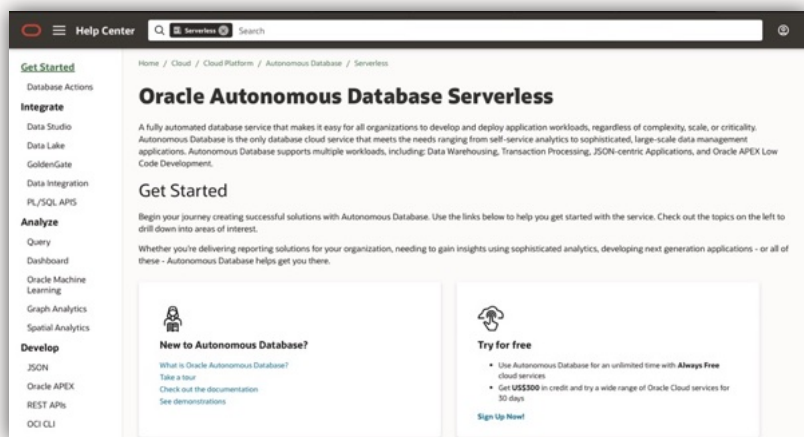 Help Center
Serverless
Search
Get Started
Database Actions
Integrate
Data Studio
Data Lake
GoldenGate
Data Integration
PL/SQL APIS
Analyze
Query
Dashboard
Oracle Machine
Learning
Graph Analytics
Spatial Analytics
Develop
JSON
Oracle APEX
REST APIs
OCI CLI
Home / Cloud / Cloud Platform / Autonomous Database / Serverless
Oracle Autonomous Database Serverless
A fully automated database service that makes it easy for all organizations to develop and deploy application workloads, regardless of complexity, scale, or criticality.
Autonomous Database is the only database cloud service that meets the needs ranging from self-service analytics to sophisticated, large-scale data management
applications. Autonomous Database supports multiple workloads, including: Data Warehousing, Transaction Processing, JSON-centric Applications, and Oracle APEX Low
Code Development.
Get Started
Begin your journey creating successful solutions with Autonomous Database. Use the links below to help you get started with the service. Check out the topics on the left to
drill down into areas of interest.
Whether you're delivering reporting solutions for your organization, needing to gain insights using sophisticated analytics, developing next generation applications - or all of
these - Autonomous Database helps get you there.
New to Autonomous Database?
What is Oracle Autonomous Database?
Take a tour
Check out the documentation
See demonstrations
Try for free
• Use Autonomous Database for an unlimited time with Always Free
cloud services
• Get US$300 in credit and try a wide range of Oracle Cloud services for
30 days
Sign Up Now!